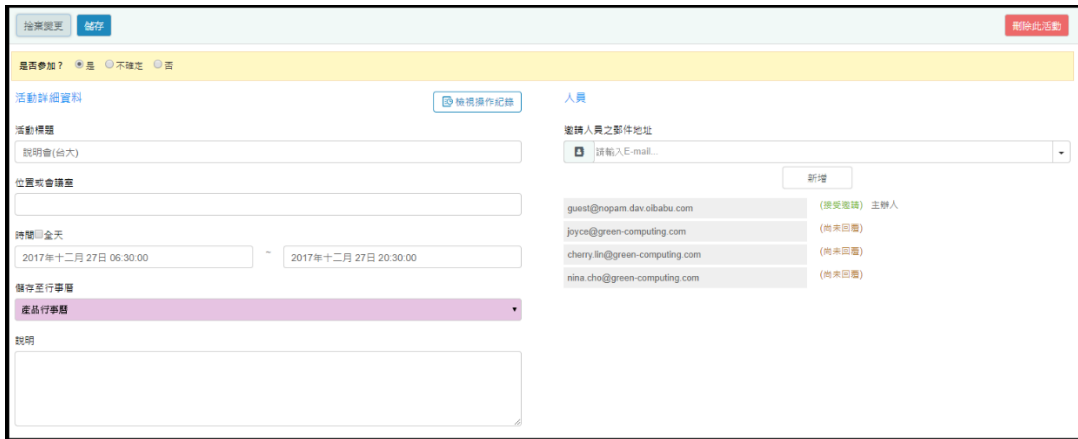 捨棄變更 儲存 刪除此活動
是否參加? 是 不確定 否
活動詳細資料 檢視操作紀錄
活動標題
說明會(台大)
位置或會議室
時間 全天
2017年十二月 27日 06:30:00 ~ 2017年十二月 27日 20:30:00
儲存至行事曆
產品行事曆
說明
人員
邀請人員之郵件地址
請輸入E-mail...
新增
guest@nopam.dav.oibabu.com (接受邀請) 主辦人
joyce@green-computing.com (尚未回覆)
cherry.lin@green-computing.com (尚未回覆)
nina.cho@green-computing.com (尚未回覆)